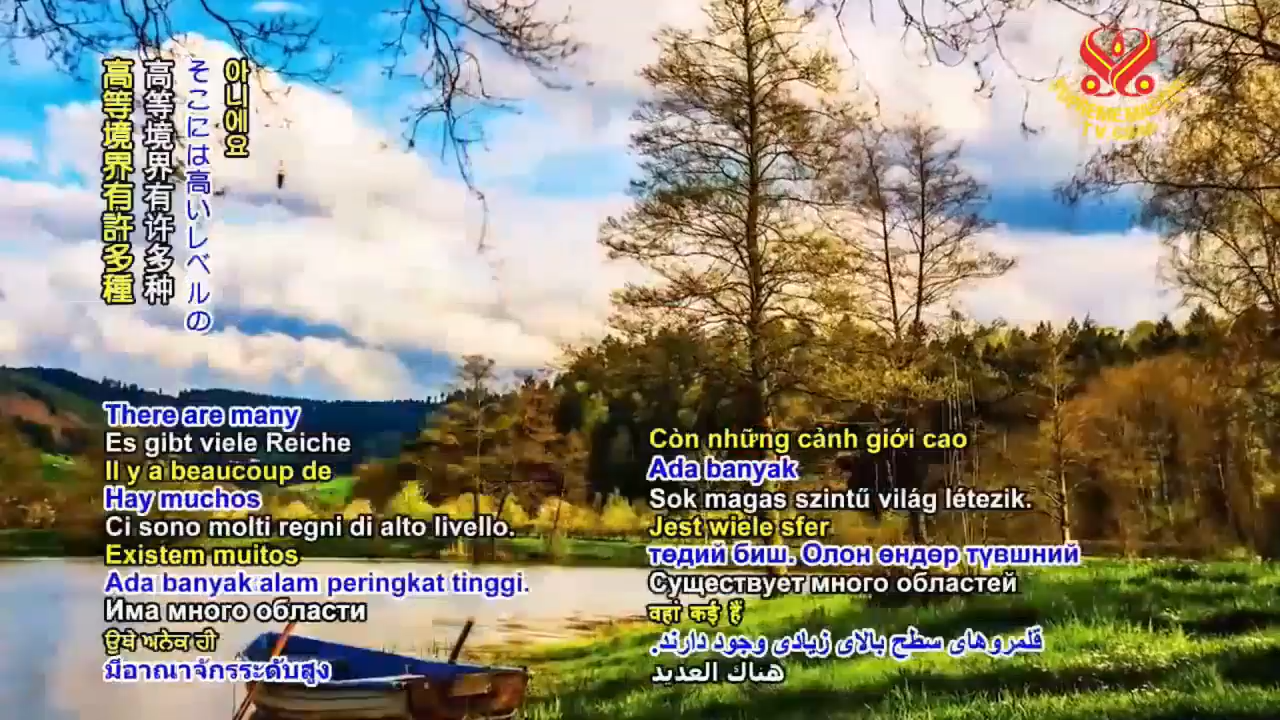 아니에요
そこには高いレベルの
高等境界有许多种
高等境界有許多種
SUPREME MASTER
TV.COM
There are many
Es gibt viele Reiche
Il y a beaucoup de
Hay muchos
Ci sono molti regni di alto livello.
Existem muitos
Ada banyak alam peringkat tinggi.
Има много области
ਉਥੇ ਅਨੇਕ ਹੀ
มีอาณาจักรระดับสูง
Còn những cảnh giới cao
Ada banyak
Sok magas szintű világ létezik.
Jest wiele sfer
төдий биш. Олон өндөр түвшний
Существует много областей
वहां कई हैं
قلمروهای سطح بالای زیادی وجود دارند.
هناك العديد